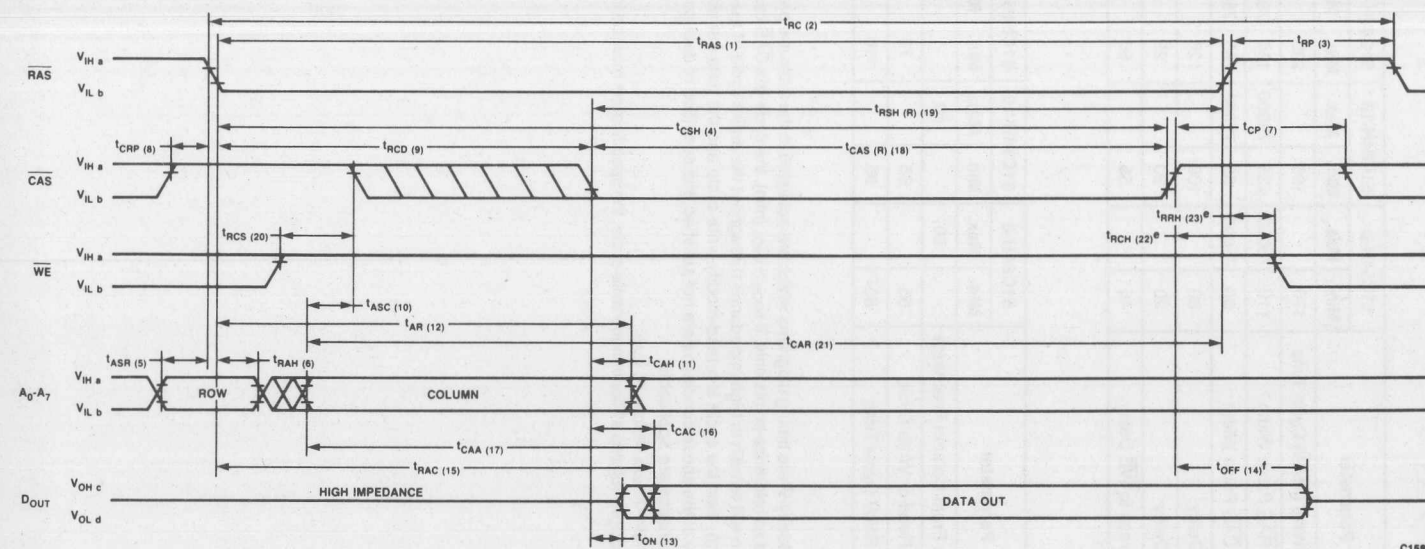 tRC (2)
tRAS (1)
tRP (3)
RAS
VIH a
VIL b
tRSH (R) (19)
tCSH (4)
tCP (7)
tCRP (8)
tRCD (9)
tCAS (R) (18)
CAS
VIH a
VIL b
tRRH (23)e
tRCS (20)
tRCH (22)e
WE
VIH a
VIL b
tASC (10)
tAR (12)
tCAR (21)
tASR (5)
tRAH (6)
tCAH (11)
A0-A7
VIH a
VIL b
ROW
COLUMN
tCAC (16)
tCAA (17)
tRAC (15)
tOFF (14)f
DOUT
VOH c
VOL d
HIGH IMPEDANCE
DATA OUT
tON (13)